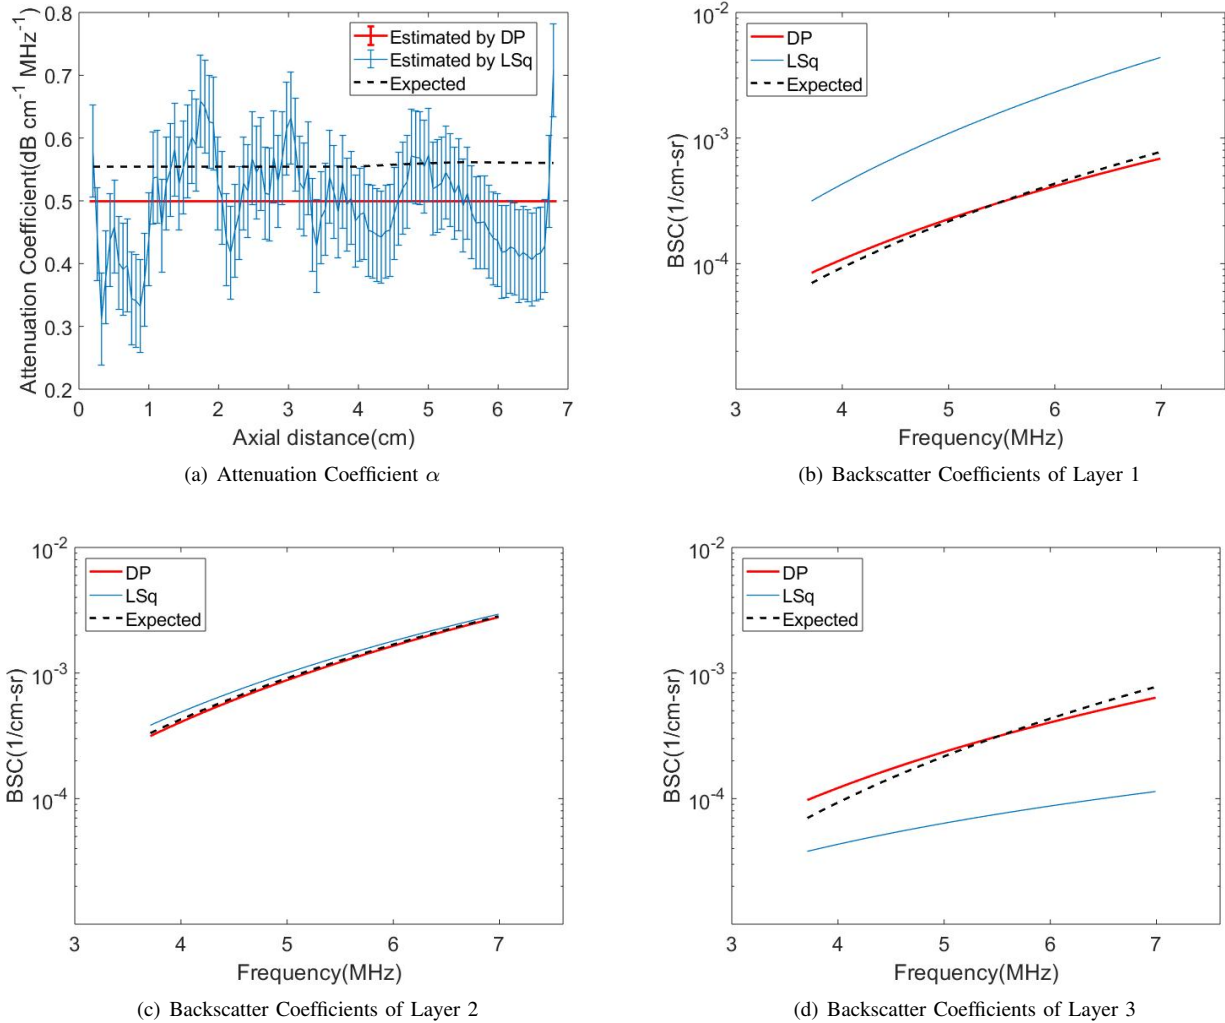 0.8
0.7
0.6
0.5
0.4
0.3
0.2
Attenuation Coefficient(dB cm⁻¹ MHz⁻¹)
Estimated by DP
Estimated by LSq
Expected
0 1 2 3 4 5 6 7
Axial distance(cm)
(a) Attenuation Coefficient α
10⁻²
10⁻³
10⁻⁴
BSC(1/cm-sr)
DP
LSq
Expected
3 4 5 6 7
Frequency(MHz)
(b) Backscatter Coefficients of Layer 1
10⁻²
10⁻³
10⁻⁴
BSC(1/cm-sr)
DP
LSq
Expected
3 4 5 6 7
Frequency(MHz)
(c) Backscatter Coefficients of Layer 2
10⁻²
10⁻³
10⁻⁴
BSC(1/cm-sr)
DP
LSq
Expected
3 4 5 6 7
Frequency(MHz)
(d) Backscatter Coefficients of Layer 3